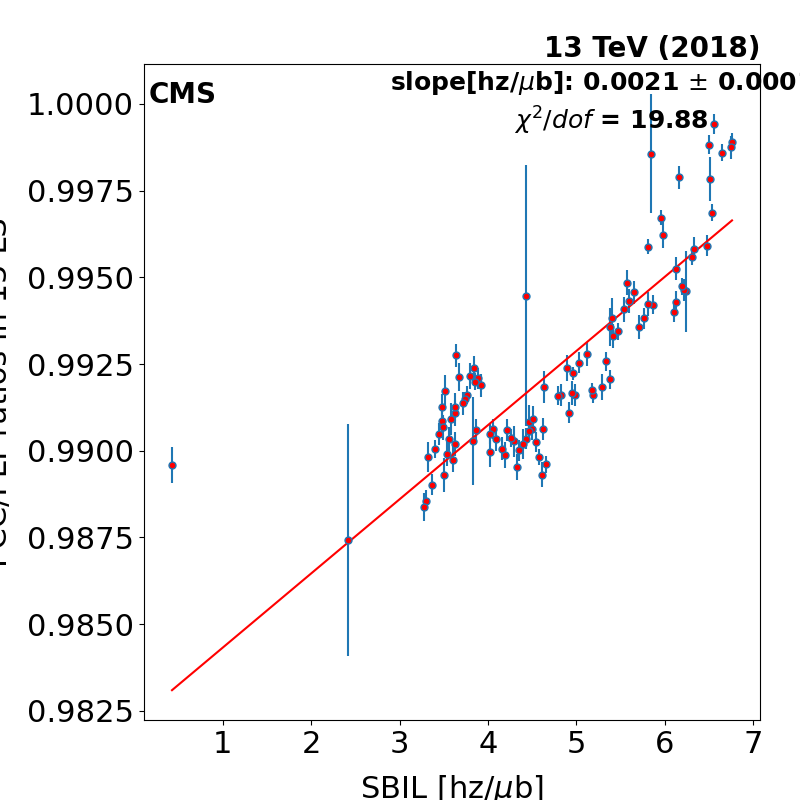 13 TeV (2018)
CMS
slope[hz/μb]: 0.0021 ± 0.000
χ²/dof = 19.88
1.0000
0.9975
0.9950
0.9925
0.9900
0.9875
0.9850
0.9825
1 2 3 4 5 6 7
SBIL [hz/μb]